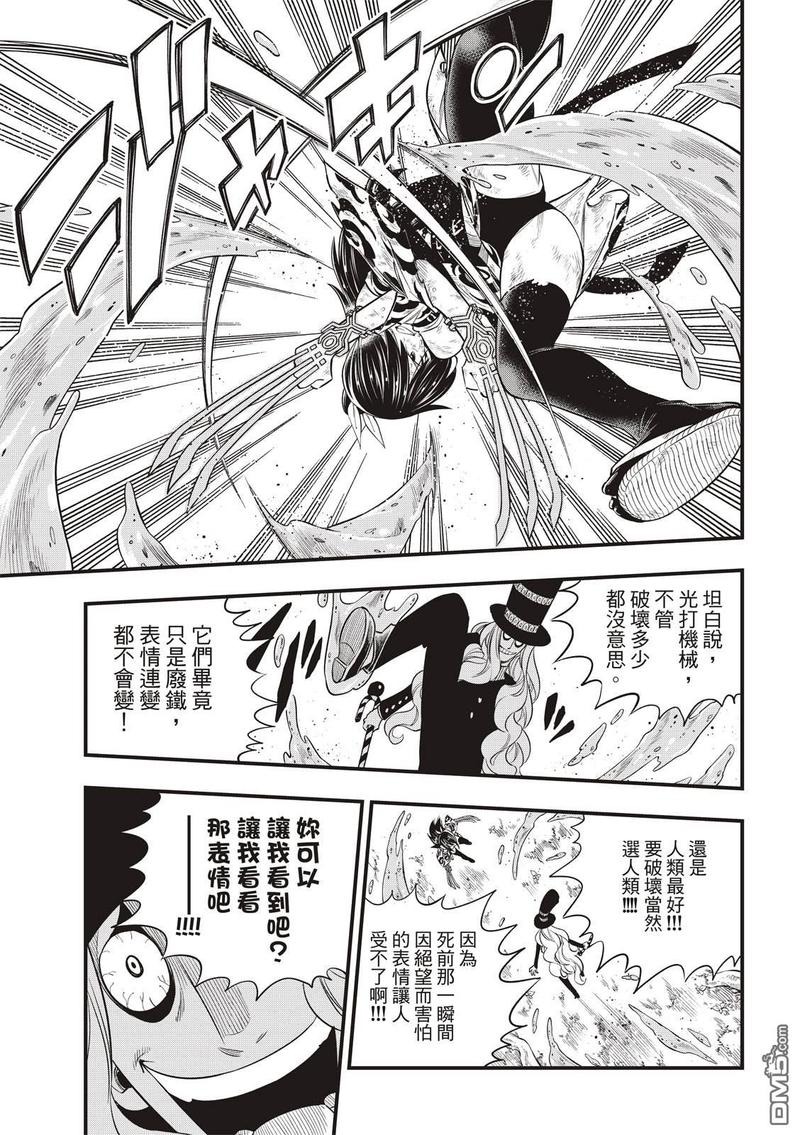 ズギャギン
坦白說，
光打機械，
不管
破壞多少
都沒意思。
它們畢竟
只是廢鐵，
表情連變
都不會變！
還是
人類最好!!!
要破壞當然
選人類!!!!
因為
死前那一瞬間
因絕望而害怕
的表情讓人
受不了啊!!!
妳可以
讓我看到吧？
讓我看看
那表情吧
——!!!!
DM5.com